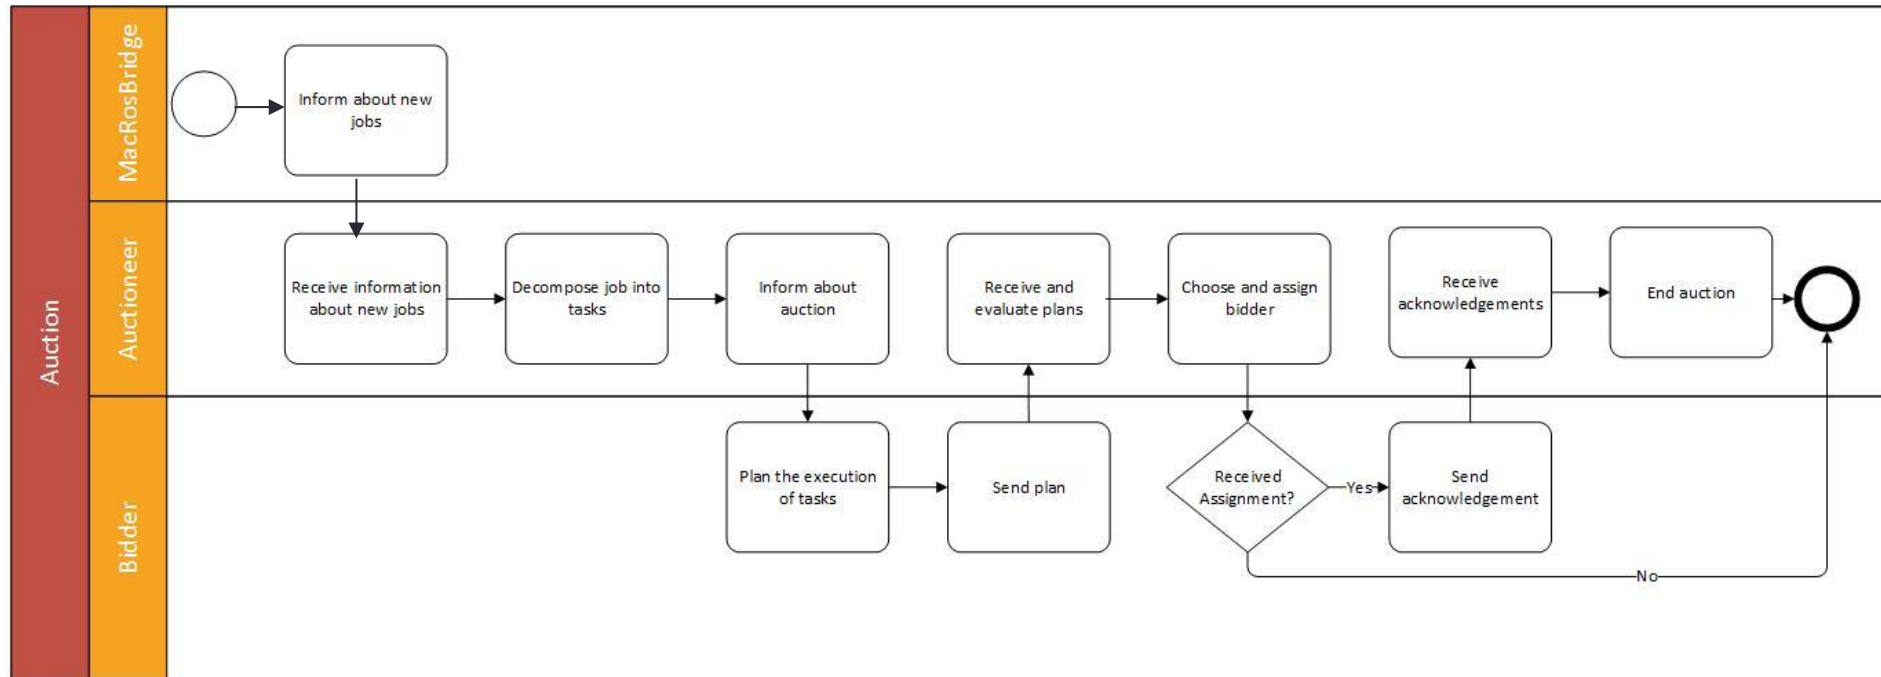 Auction
MacRosBridge
Inform about new
jobs
Auctioneer
Receive information
about new jobs
Decompose job into
tasks
Inform about
auction
Receive and
evaluate plans
Choose and assign
bidder
Receive
acknowledgements
End auction
Bidder
Plan the execution
of tasks
Send plan
Received
Assignment?
Yes
Send
acknowledgement
No